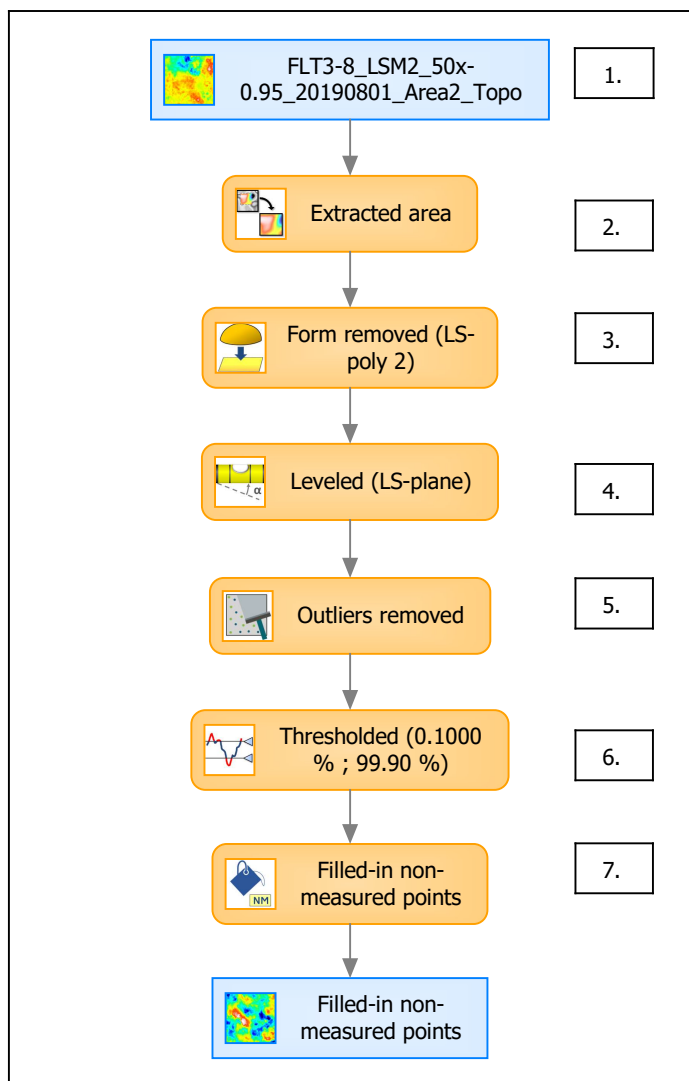 FLT3-8_LSM2_50x-
0.95_20190801_Area2_Topo
1.
Extracted area
2.
Form removed (LS-
poly 2)
3.
Leveled (LS-plane)
α
4.
Outliers removed
5.
Thresholded (0.1000
% ; 99.90 %)
6.
Filled-in non-
measured points
NM
7.
Filled-in non-
measured points